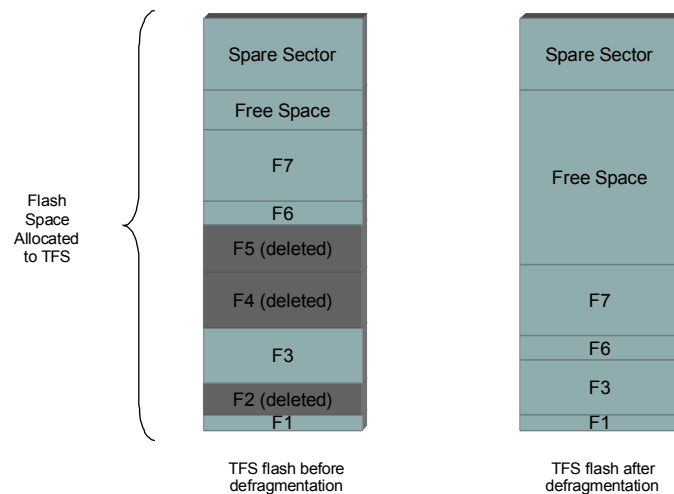 Spare Sector
Free Space
F7
F6
F5 (deleted)
F4 (deleted)
F3
F2 (deleted)
F1
Flash
Space
Allocated
to TFS
TFS flash before
defragmentation
Spare Sector
Free Space
F7
F6
F3
F1
TFS flash after
defragmentation